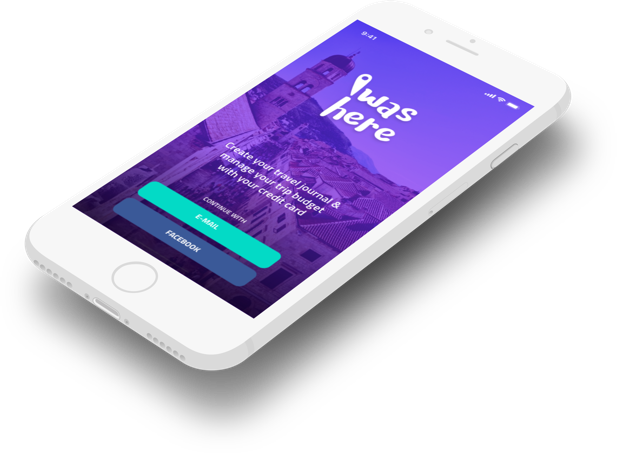 9:41
I was
here
Create your travel journal &
manage your trip budget
with your credit card
CONTINUE WITH
E-MAIL
FACEBOOK